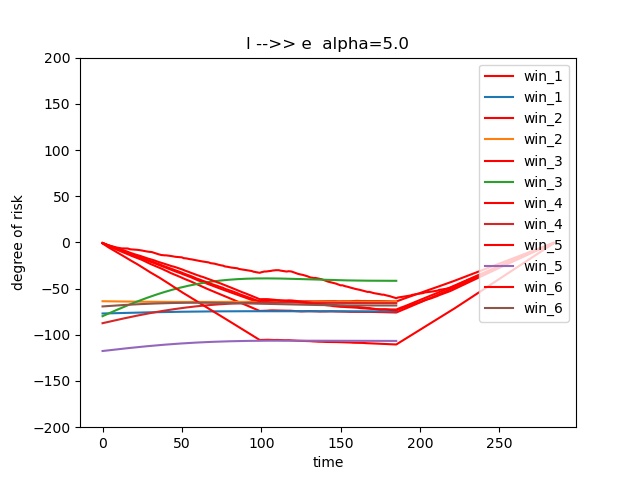 l -->> e  alpha=5.0
200
150
100
50
0
−50
−100
−150
−200
degree of risk
0 50 100 150 200 250
time
win_1
win_1
win_2
win_2
win_3
win_3
win_4
win_4
win_5
win_5
win_6
win_6